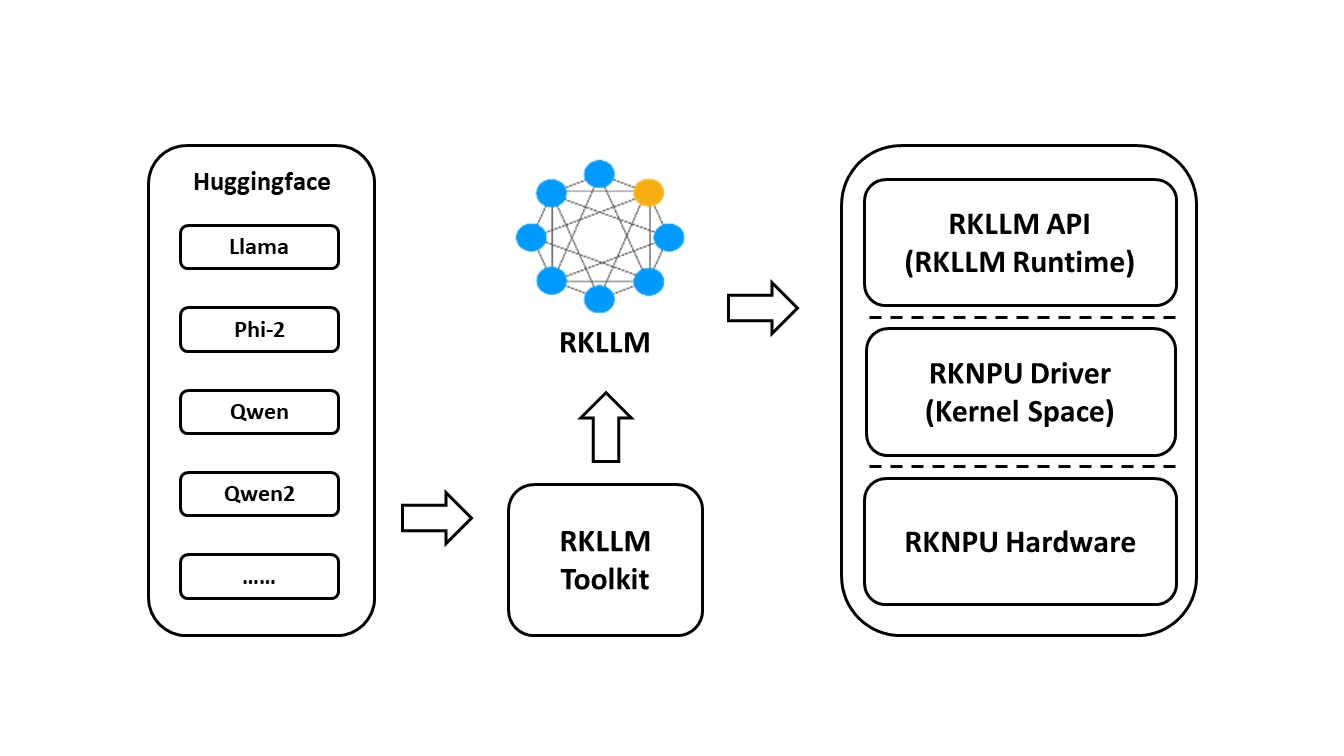 Huggingface
Llama
Phi-2
Qwen
Qwen2
......
RKLLM
RKLLM
Toolkit
RKLLM API
(RKLLM Runtime)
RKNPU Driver
(Kernel Space)
RKNPU Hardware